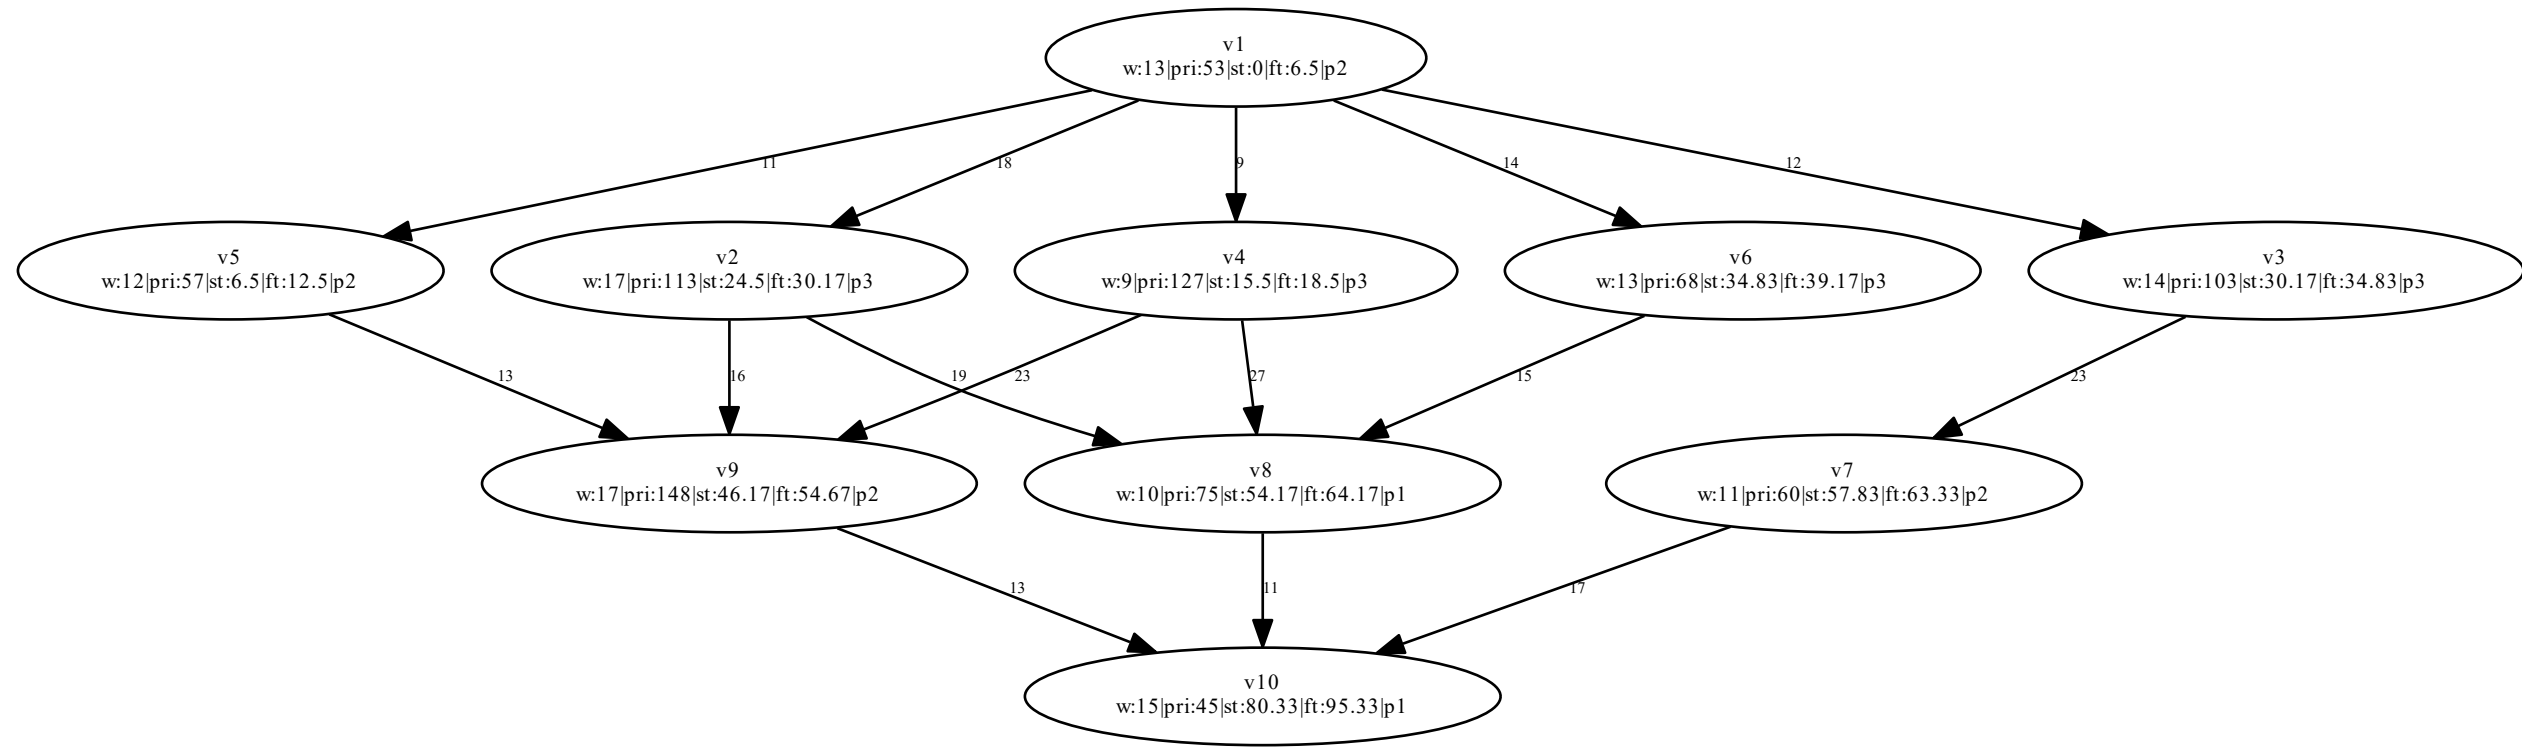 v1
w:13|pri:53|st:0|ft:6.5|p2
11
18
9
14
12
v5
w:12|pri:57|st:6.5|ft:12.5|p2
v2
w:17|pri:113|st:24.5|ft:30.17|p3
v4
w:9|pri:127|st:15.5|ft:18.5|p3
v6
w:13|pri:68|st:34.83|ft:39.17|p3
v3
w:14|pri:103|st:30.17|ft:34.83|p3
13
16
19
23
27
15
23
v9
w:17|pri:148|st:46.17|ft:54.67|p2
v8
w:10|pri:75|st:54.17|ft:64.17|p1
v7
w:11|pri:60|st:57.83|ft:63.33|p2
13
11
17
v10
w:15|pri:45|st:80.33|ft:95.33|p1